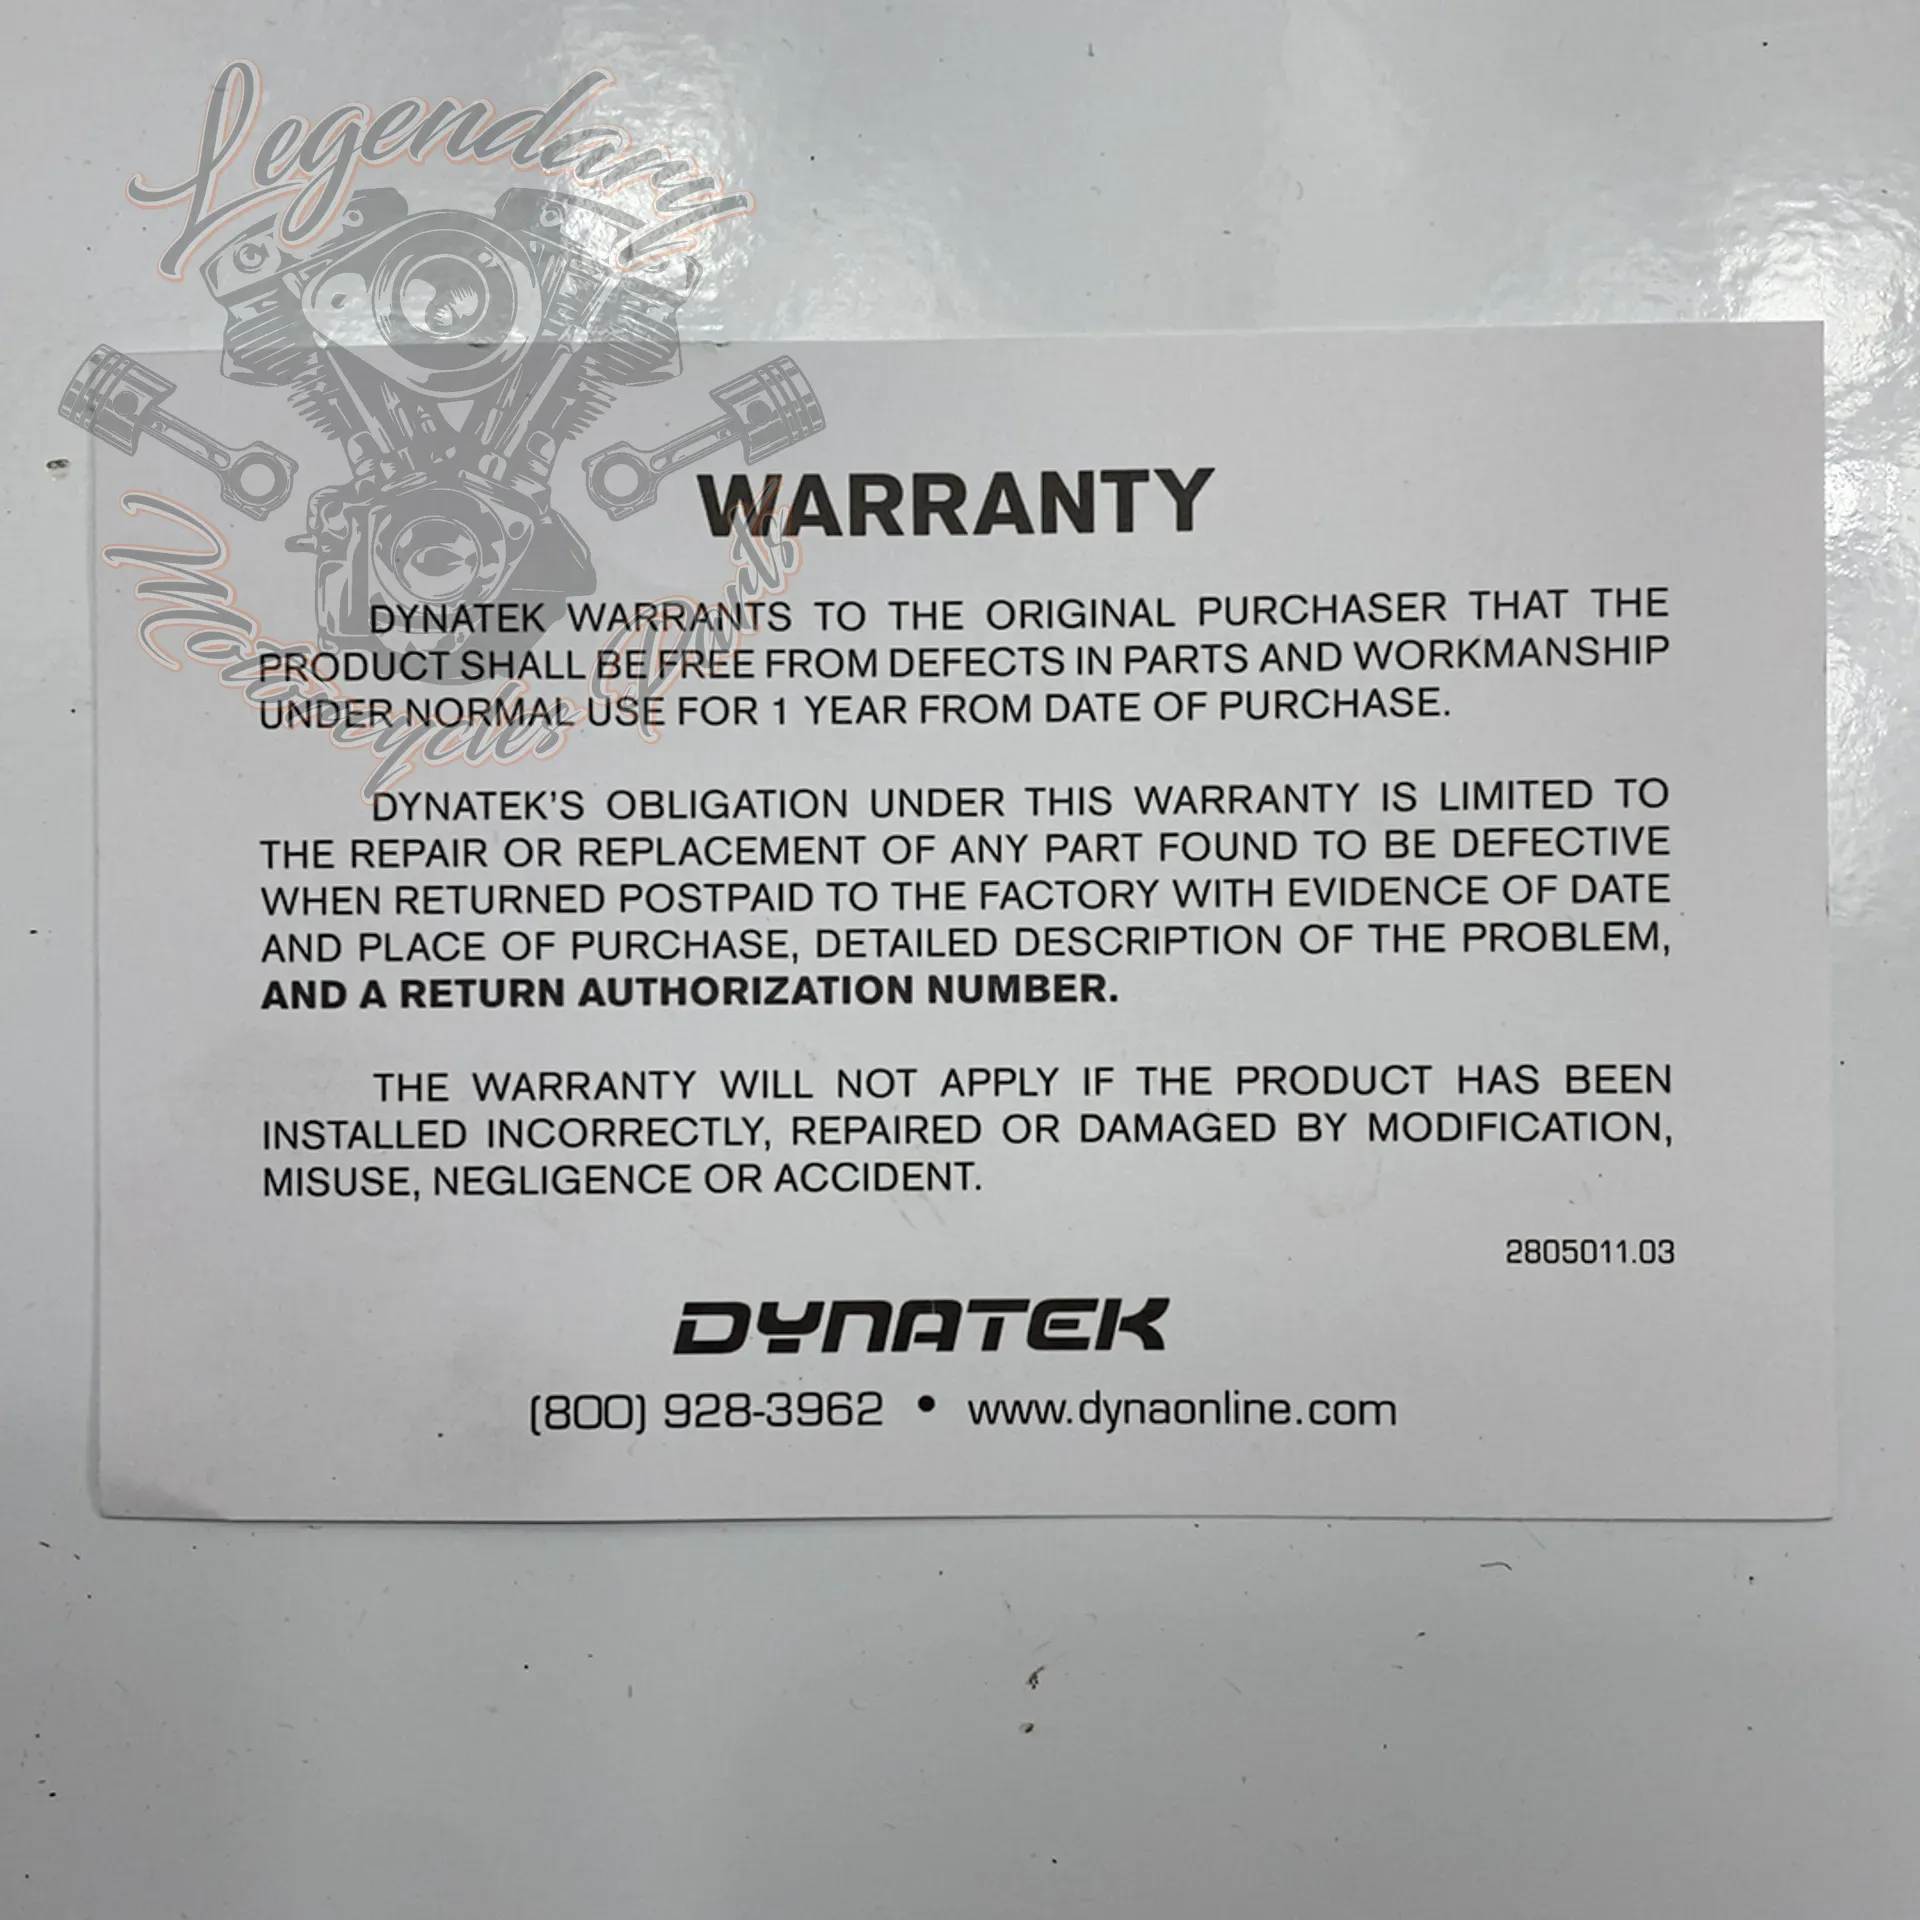 Legendary
Motorcycles Parts
WARRANTY
DYNATEK WARRANTS TO THE ORIGINAL PURCHASER THAT THE
PRODUCT SHALL BE FREE FROM DEFECTS IN PARTS AND WORKMANSHIP
UNDER NORMAL USE FOR 1 YEAR FROM DATE OF PURCHASE.
DYNATEK'S OBLIGATION UNDER THIS WARRANTY IS LIMITED TO
THE REPAIR OR REPLACEMENT OF ANY PART FOUND TO BE DEFECTIVE
WHEN RETURNED POSTPAID TO THE FACTORY WITH EVIDENCE OF DATE
AND PLACE OF PURCHASE, DETAILED DESCRIPTION OF THE PROBLEM,
AND A RETURN AUTHORIZATION NUMBER.
THE WARRANTY WILL NOT APPLY IF THE PRODUCT HAS BEEN
INSTALLED INCORRECTLY, REPAIRED OR DAMAGED BY MODIFICATION,
MISUSE, NEGLIGENCE OR ACCIDENT.
2805011.03
DYNATEK
(800) 928-3962 • www.dynaonline.com